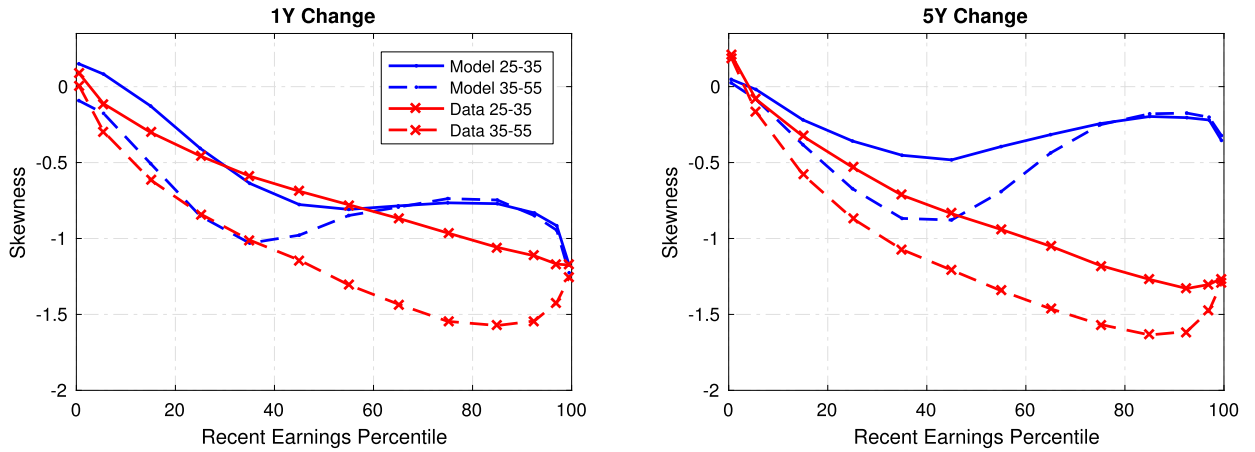 1Y Change
Skewness
0
-0.5
-1
-1.5
-2
Model 25-35
Model 35-55
Data 25-35
Data 35-55
0 20 40 60 80 100
Recent Earnings Percentile
5Y Change
Skewness
0
-0.5
-1
-1.5
-2
0 20 40 60 80 100
Recent Earnings Percentile